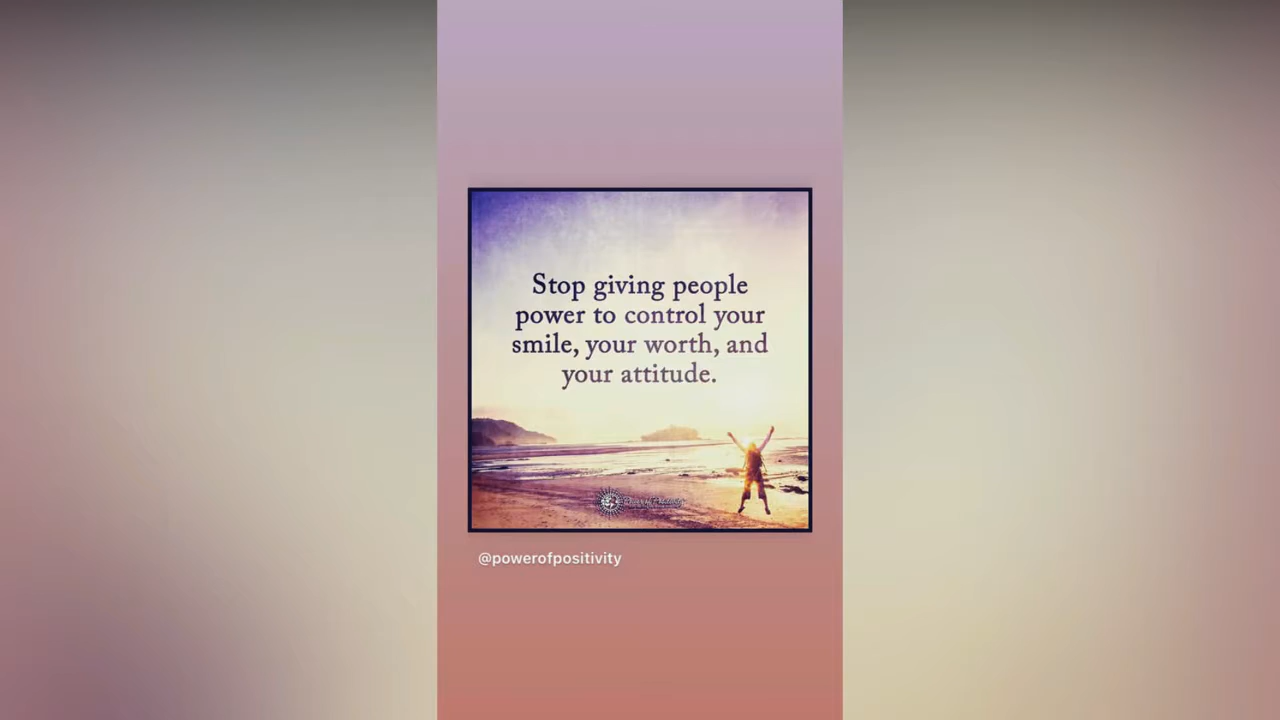 Stop giving people
power to control your
smile, your worth, and
your attitude.
@powerofpositivity